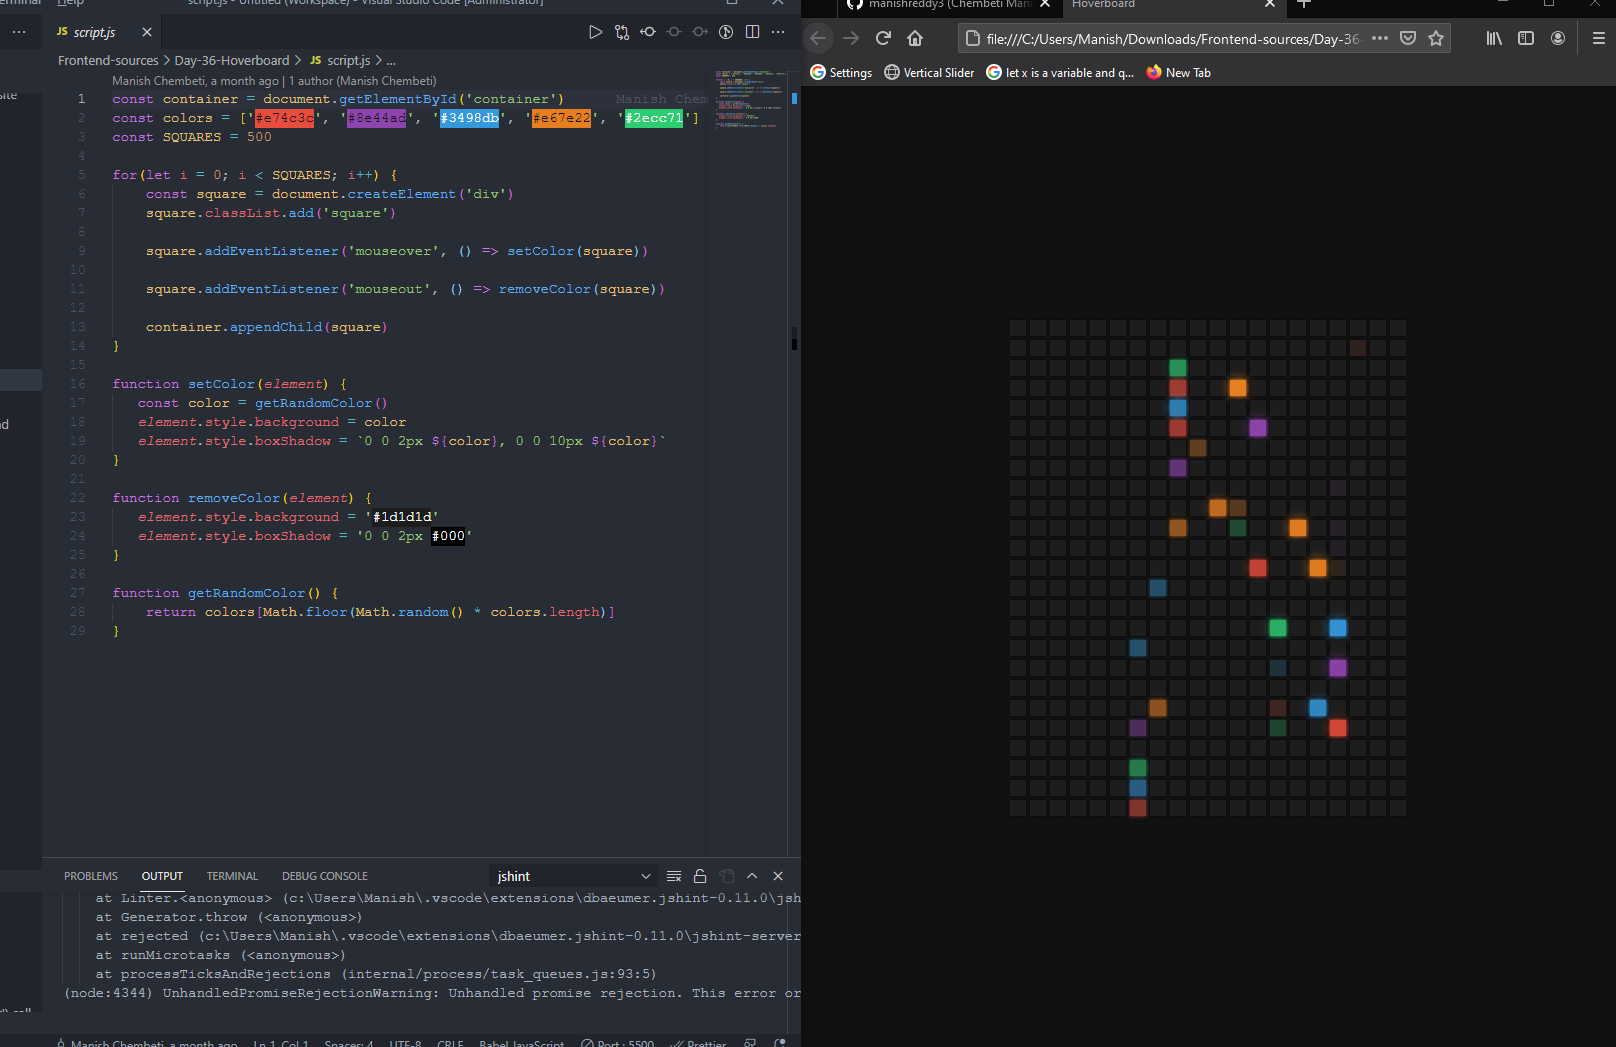 Help
script.js - Untitled (Workspace) - Visual Studio Code [Administrator]
JS script.js
Frontend-sources > Day-36-Hoverboard > JS script.js > ...
Manish Chembeti, a month ago | 1 author (Manish Chembeti)
1 const container = document.getElementById('container') Manish Chem
2 const colors = ['#e74c3c', '#8e44ad', '#3498db', '#e67e22', '#2ecc71']
3 const SQUARES = 500
4
5 for(let i = 0; i < SQUARES; i++) {
6 const square = document.createElement('div')
7 square.classList.add('square')
8
9 square.addEventListener('mouseover', () => setColor(square))
10
11 square.addEventListener('mouseout', () => removeColor(square))
12
13 container.appendChild(square)
14 }
15
16 function setColor(element) {
17 const color = getRandomColor()
18 element.style.background = color
19 element.style.boxShadow = `0 0 2px ${color}, 0 0 10px ${color}`
20 }
21
22 function removeColor(element) {
23 element.style.background = '#1d1d1d'
24 element.style.boxShadow = '0 0 2px #000'
25 }
26
27 function getRandomColor() {
28 return colors[Math.floor(Math.random() * colors.length)]
29 }
PROBLEMS OUTPUT TERMINAL DEBUG CONSOLE jshint
at Linter.<anonymous> (c:\Users\Manish\.vscode\extensions\dbaeumer.jshint-0.11.0\jsh
at Generator.throw (<anonymous>)
at rejected (c:\Users\Manish\.vscode\extensions\dbaeumer.jshint-0.11.0\jshint-server
at runMicrotasks (<anonymous>)
at processTicksAndRejections (internal/process/task_queues.js:93:5)
(node:4344) UnhandledPromiseRejectionWarning: Unhandled promise rejection. This error or
Manish Chembeti, a month ago Ln 1, Col 1 Spaces: 4 UTF-8 CRLF Babel JavaScript Port : 5500 Prettier
manishreddy3 (Chembeti Mani Hoverboard
file:///C:/Users/Manish/Downloads/Frontend-sources/Day-36-
Settings Vertical Slider let x is a variable and q... New Tab